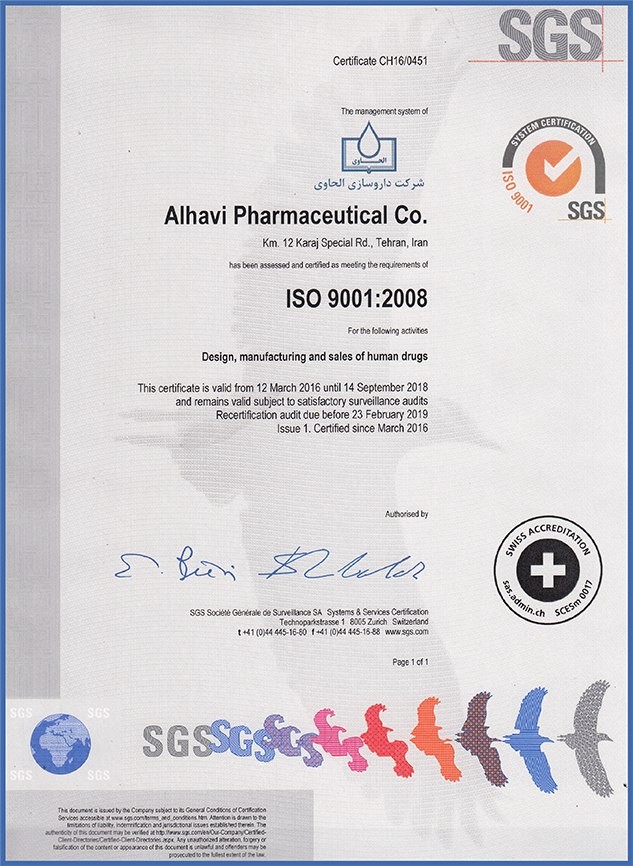 SGS
Certificate CH16/0451
The management system of
الحاوی
شرکت داروسازی الحاوی
Alhavi Pharmaceutical Co.
Km. 12 Karaj Special Rd., Tehran, Iran
has been assessed and certified as meeting the requirements of
ISO 9001:2008
For the following activities
Design, manufacturing and sales of human drugs
This certificate is valid from 12 March 2016 until 14 September 2018
and remains valid subject to satisfactory surveillance audits
Recertification audit due before 23 February 2019
Issue 1. Certified since March 2016
SYSTEM CERTIFICATION
ISO 9001
SGS
Authorised by
SWISS ACCREDITATION
sas.admin.ch SCESm 0017
SGS Société Générale de Surveillance SA Systems & Services Certification
Technoparkstrasse 1 8005 Zurich Switzerland
t +41 (0)44 445-16-80 f +41 (0)44 445-16-88 www.sgs.com
Page 1 of 1
SGS SGS
SGS SGS
SGS SGS SGS
This document is issued by the Company subject to its General Conditions of Certification
Services accessible at www.sgs.com/terms_and_conditions.htm. Attention is drawn to the
limitations of liability, indemnification and jurisdictional issues established therein. The
authenticity of this document may be verified at http://www.sgs.com/en/Our-Company/Certified-
Client-Directories/Certified-Client-Directories.aspx. Any unauthorized alteration, forgery or
falsification of the content or appearance of this document is unlawful and offenders may be
prosecuted to the fullest extent of the law.